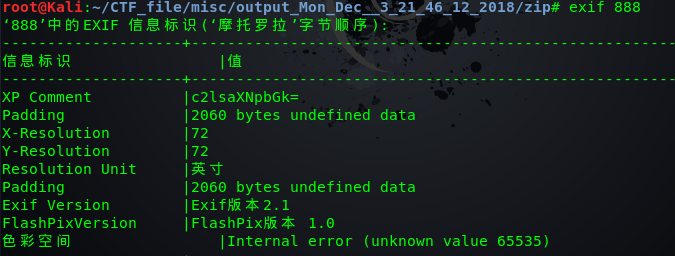 root@Kali:~/CTF_file/misc/output_Mon_Dec__3_21_46_12_2018/zip# exif 888
‘888’中的EXIF 信息标识(‘摩托罗拉’字节顺序):
--------------------+----------------------------------------------------------
信息标识            |值
--------------------+----------------------------------------------------------
XP Comment          |c2lsaXNpbGk=
Padding             |2060 bytes undefined data
X-Resolution        |72
Y-Resolution        |72
Resolution Unit     |英寸
Padding             |2060 bytes undefined data
Exif Version        |Exif版本2.1
FlashPixVersion     |FlashPix版本 1.0
色彩空间            |Internal error (unknown value 65535)